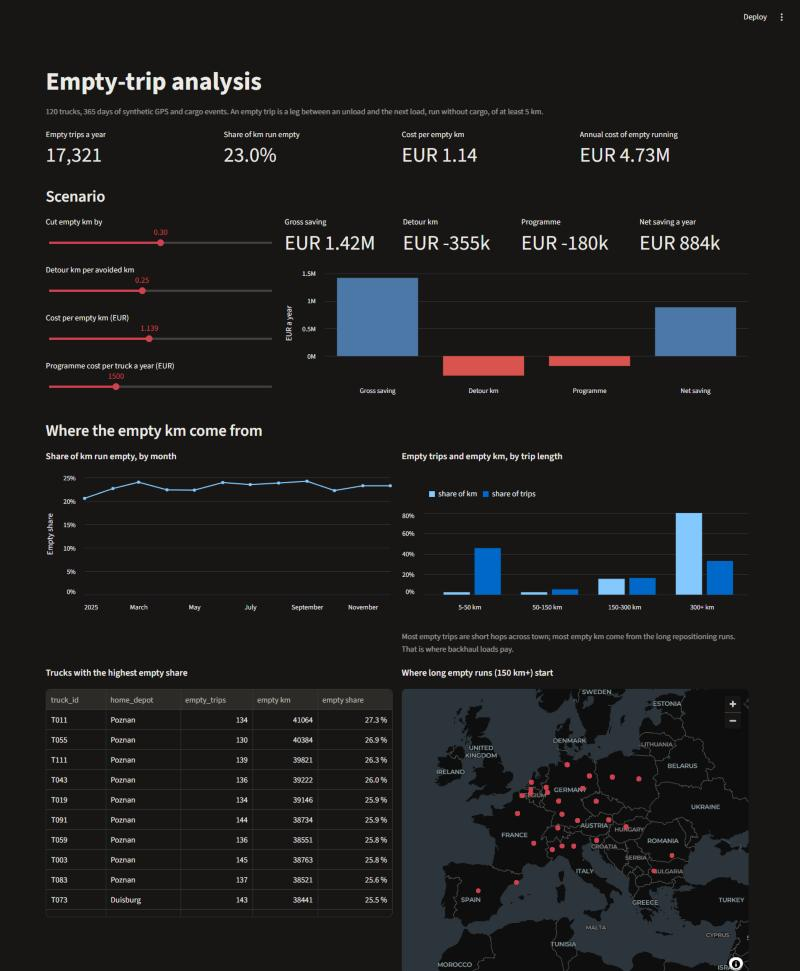 Deploy
Empty-trip analysis
120 trucks, 365 days of synthetic GPS and cargo events. An empty trip is a leg between an unload and the next load, run without cargo, of at least 5 km.
Empty trips a year
17,321
Share of km run empty
23.0%
Cost per empty km
EUR 1.14
Annual cost of empty running
EUR 4.73M
Scenario
Cut empty km by
0.30
Detour km per avoided km
0.25
Cost per empty km (EUR)
1.139
Programme cost per truck a year (EUR)
1500
Gross saving
EUR 1.42M
Detour km
EUR -355k
Programme
EUR -180k
Net saving a year
EUR 884k
EUR a year
1.5M
1M
0.5M
0M
Gross saving Detour km Programme Net saving
Where the empty km come from
Share of km run empty, by month
Empty share
25%
20%
15%
10%
5%
0%
2025 March May July September November
Empty trips and empty km, by trip length
share of km share of trips
80%
60%
40%
20%
0%
5-50 km 50-150 km 150-300 km 300+ km
Most empty trips are short hops across town; most empty km come from the long repositioning runs.
That is where backhaul loads pay.
Trucks with the highest empty share
truck_id home_depot empty_trips empty km empty share
T011 Poznan 134 41064 27.3 %
T055 Poznan 130 40384 26.9 %
T111 Poznan 139 39821 26.3 %
T043 Poznan 136 39222 26.0 %
T019 Poznan 134 39146 25.9 %
T091 Poznan 144 38734 25.9 %
T059 Poznan 136 38551 25.8 %
T003 Poznan 145 38763 25.8 %
T083 Poznan 137 38521 25.6 %
T073 Duisburg 143 38441 25.5 %
Where long empty runs (150 km+) start
SWEDEN
ESTONIA
DENMARK
LITHUANIA
UNITED
KINGDOM
IRELAND
BELARUS
GERMANY
BELGIUM
UKRAINE
AUSTRIA
HUNGARY
FRANCE
ROMANIA
CROATIA
SERBIA
ITALY
BULGARIA
SPAIN
GREECE
TURKEY
MALTA
CYPRUS
TUNISIA
MOROCCO